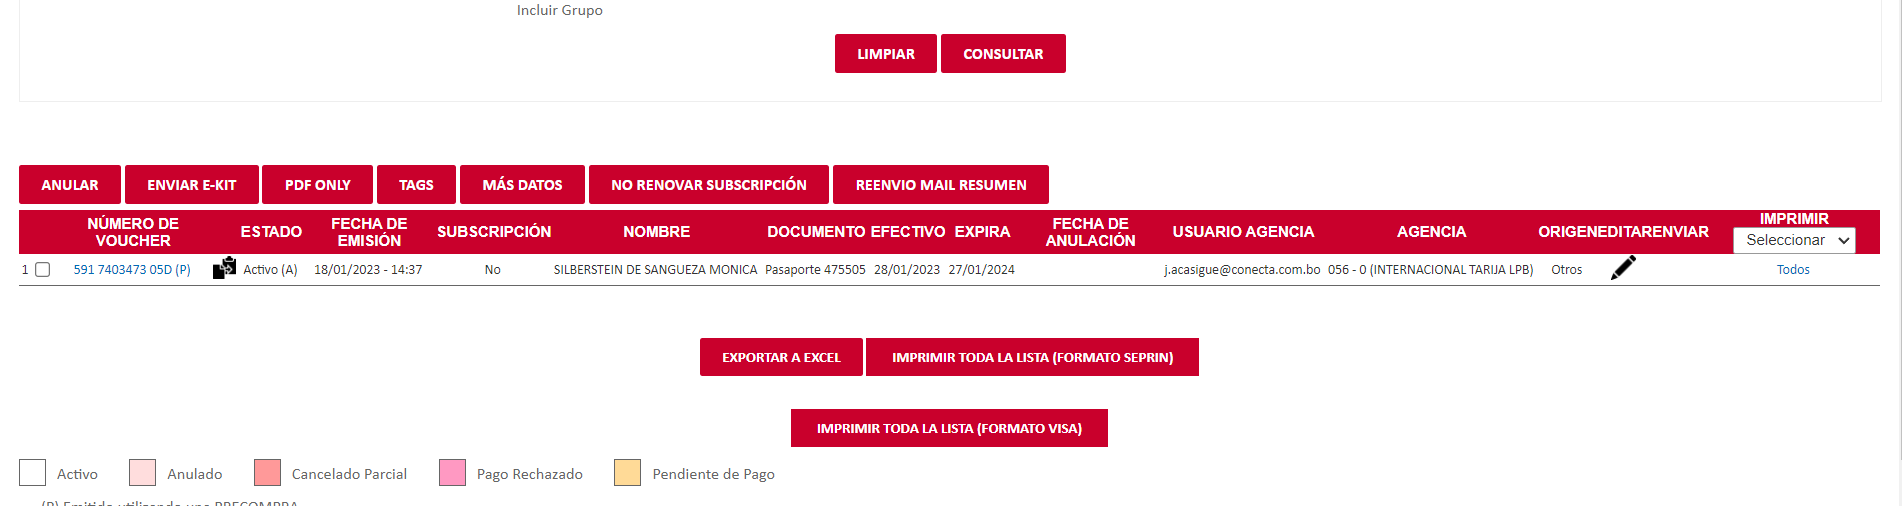 Incluir Grupo
LIMPIAR CONSULTAR
ANULAR ENVIAR E-KIT PDF ONLY TAGS MÁS DATOS NO RENOVAR SUBSCRIPCIÓN REENVIO MAIL RESUMEN
NÚMERO DE VOUCHER ESTADO FECHA DE EMISIÓN SUBSCRIPCIÓN NOMBRE DOCUMENTO EFECTIVO EXPIRA FECHA DE ANULACIÓN USUARIO AGENCIA AGENCIA ORIGEN EDITAR ENVIAR IMPRIMIR
Seleccionar
1 591 7403473 05D (P) Activo (A) 18/01/2023 - 14:37 No SILBERSTEIN DE SANGUEZA MONICA Pasaporte 475505 28/01/2023 27/01/2024 j.acasigue@conecta.com.bo 056 - 0 (INTERNACIONAL TARIJA LPB) Otros Todos
EXPORTAR A EXCEL IMPRIMIR TODA LA LISTA (FORMATO SEPRIN)
IMPRIMIR TODA LA LISTA (FORMATO VISA)
Activo Anulado Cancelado Parcial Pago Rechazado Pendiente de Pago
(P) Emitido utilizando una PRECOMPRA